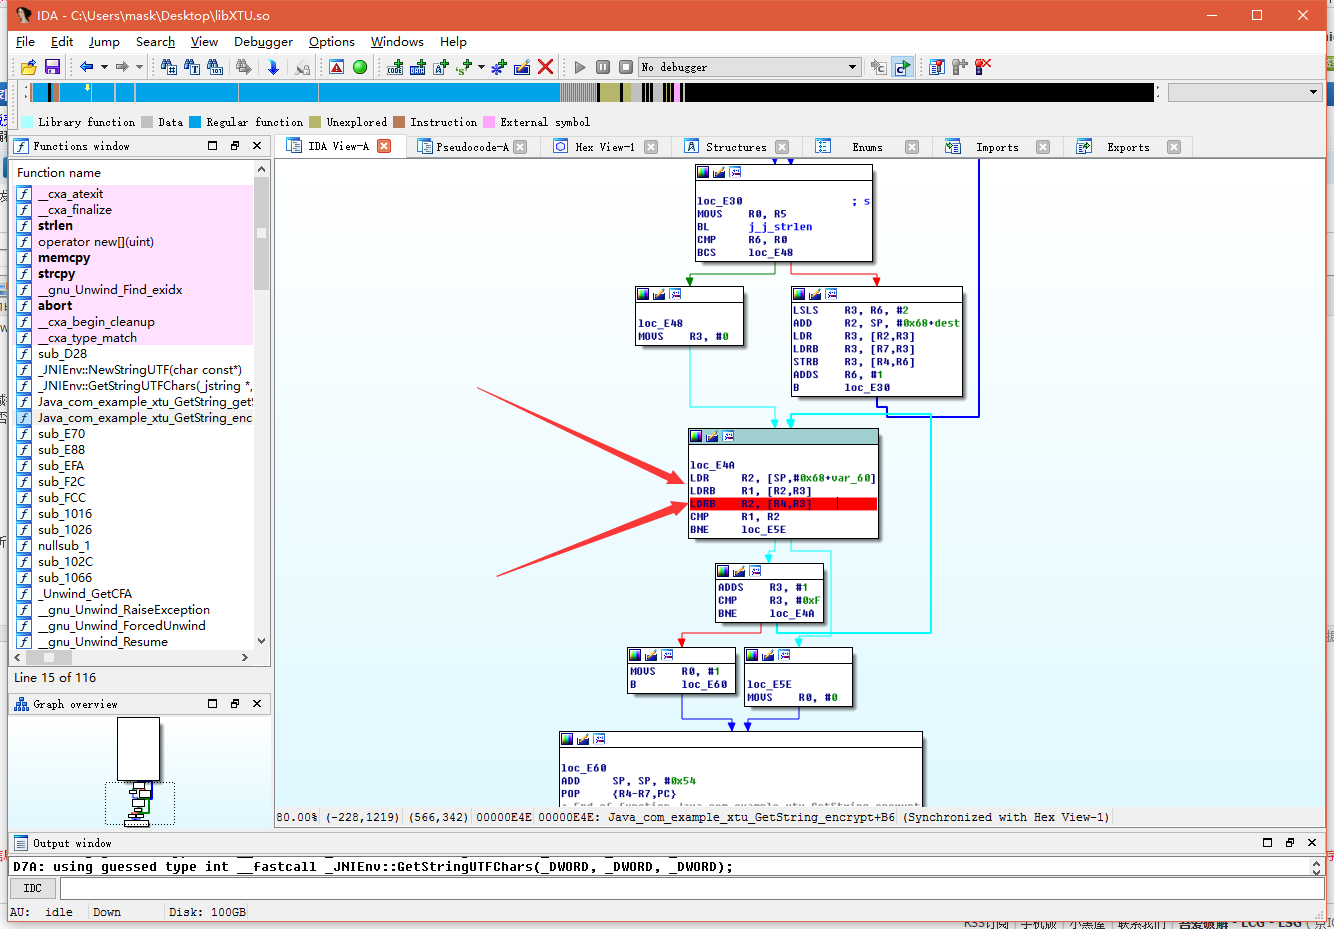 IDA - C:\Users\mask\Desktop\libXTU.so
File Edit Jump Search View Debugger Options Windows Help
No debugger
Library function Data Regular function Unexplored Instruction External symbol
Functions window
IDA View-A Pseudocode-A Hex View-1 Structures Enums Imports Exports
Function name
__cxa_atexit
__cxa_finalize
strlen
operator new[](uint)
memcpy
strcpy
__gnu_Unwind_Find_exidx
abort
__cxa_begin_cleanup
__cxa_type_match
sub_D28
_JNIEnv::NewStringUTF(char const*)
_JNIEnv::GetStringUTFChars(_jstring *,
Java_com_example_xtu_GetString_get
Java_com_example_xtu_GetString_enc
sub_E70
sub_E88
sub_EFA
sub_F2C
sub_FCC
sub_1016
sub_1026
nullsub_1
sub_102C
sub_1066
_Unwind_GetCFA
__gnu_Unwind_RaiseException
__gnu_Unwind_ForcedUnwind
__gnu_Unwind_Resume
Line 15 of 116
Graph overview
loc_E30 ; s
MOVS R0, R5
BL j_j_strlen
CMP R6, R0
BCS loc_E48
loc_E48
MOVS R3, #0
LSLS R3, R6, #2
ADD R2, SP, #0x68+dest
LDR R3, [R2,R3]
LDRB R3, [R7,R3]
STRB R3, [R4,R6]
ADDS R6, #1
B loc_E30
loc_E4A
LDR R2, [SP,#0x68+var_60]
LDRB R1, [R2,R3]
LDRB R2, [R4,R3]
CMP R1, R2
BNE loc_E5E
ADDS R3, #1
CMP R3, #0xF
BNE loc_E4A
MOVS R0, #1
B loc_E60
loc_E5E
MOVS R0, #0
loc_E60
ADD SP, SP, #0x54
POP {R4-R7,PC}
; End of function Java_com_example_xtu_GetString_encrypt
80.00% (-228,1219) (566,342) 00000E4E 00000E4E: Java_com_example_xtu_GetString_encrypt+B6 (Synchronized with Hex View-1)
Output window
D7A: using guessed type int __fastcall _JNIEnv::GetStringUTFChars(_DWORD, _DWORD, _DWORD);
IDC
AU: idle Down Disk: 100GB